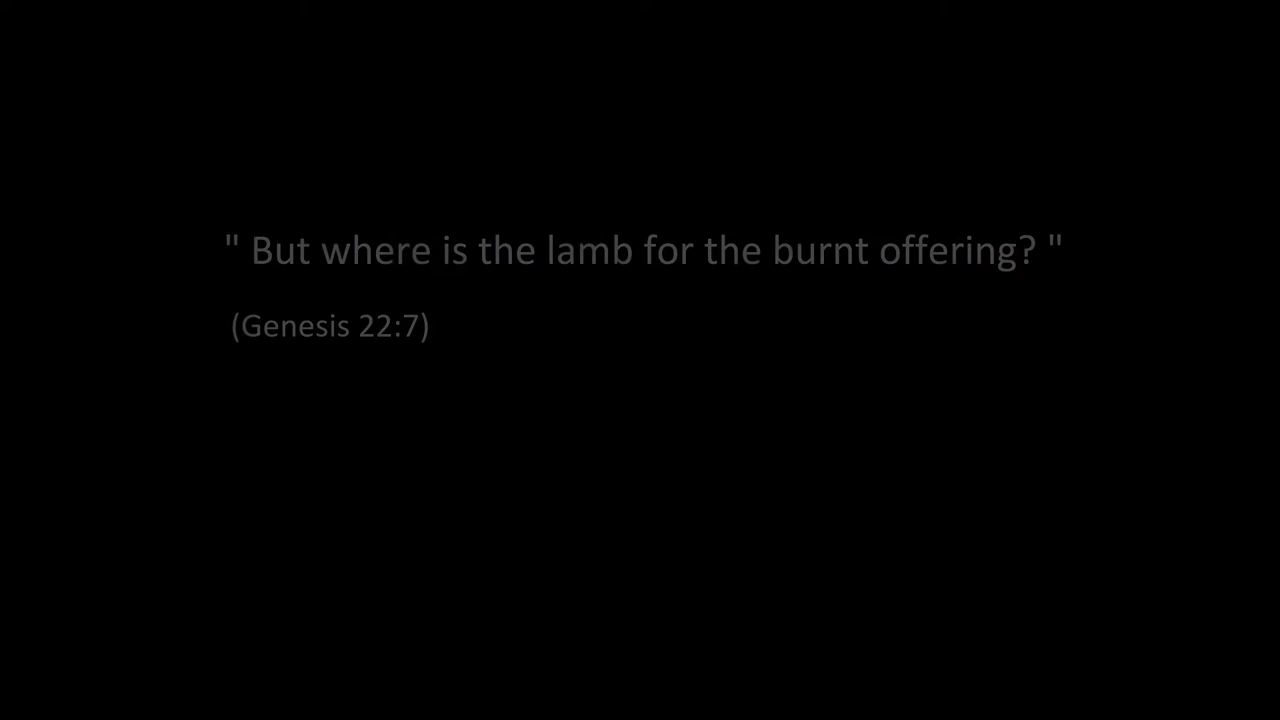 " But where is the lamb for the burnt offering? "
(Genesis 22:7)